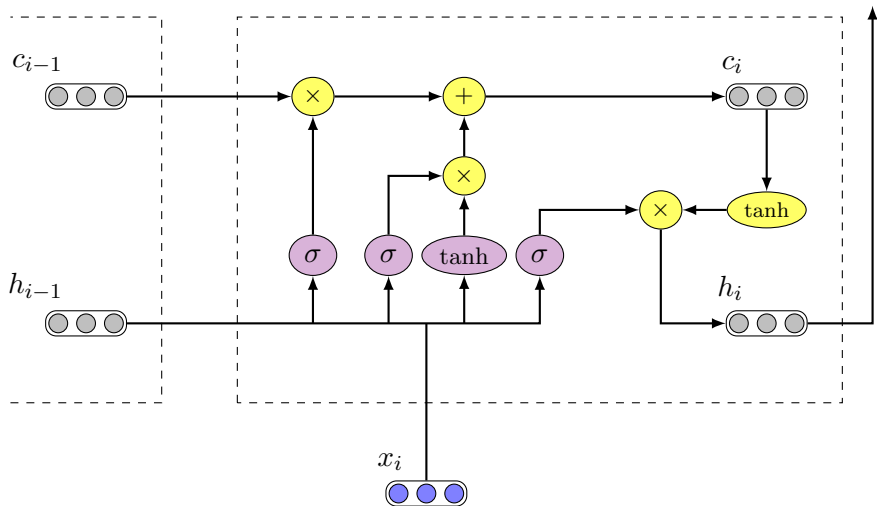 c_{i−1}
c_i
× +
×
× tanh
σ σ tanh σ
h_{i−1}
h_i
x_i